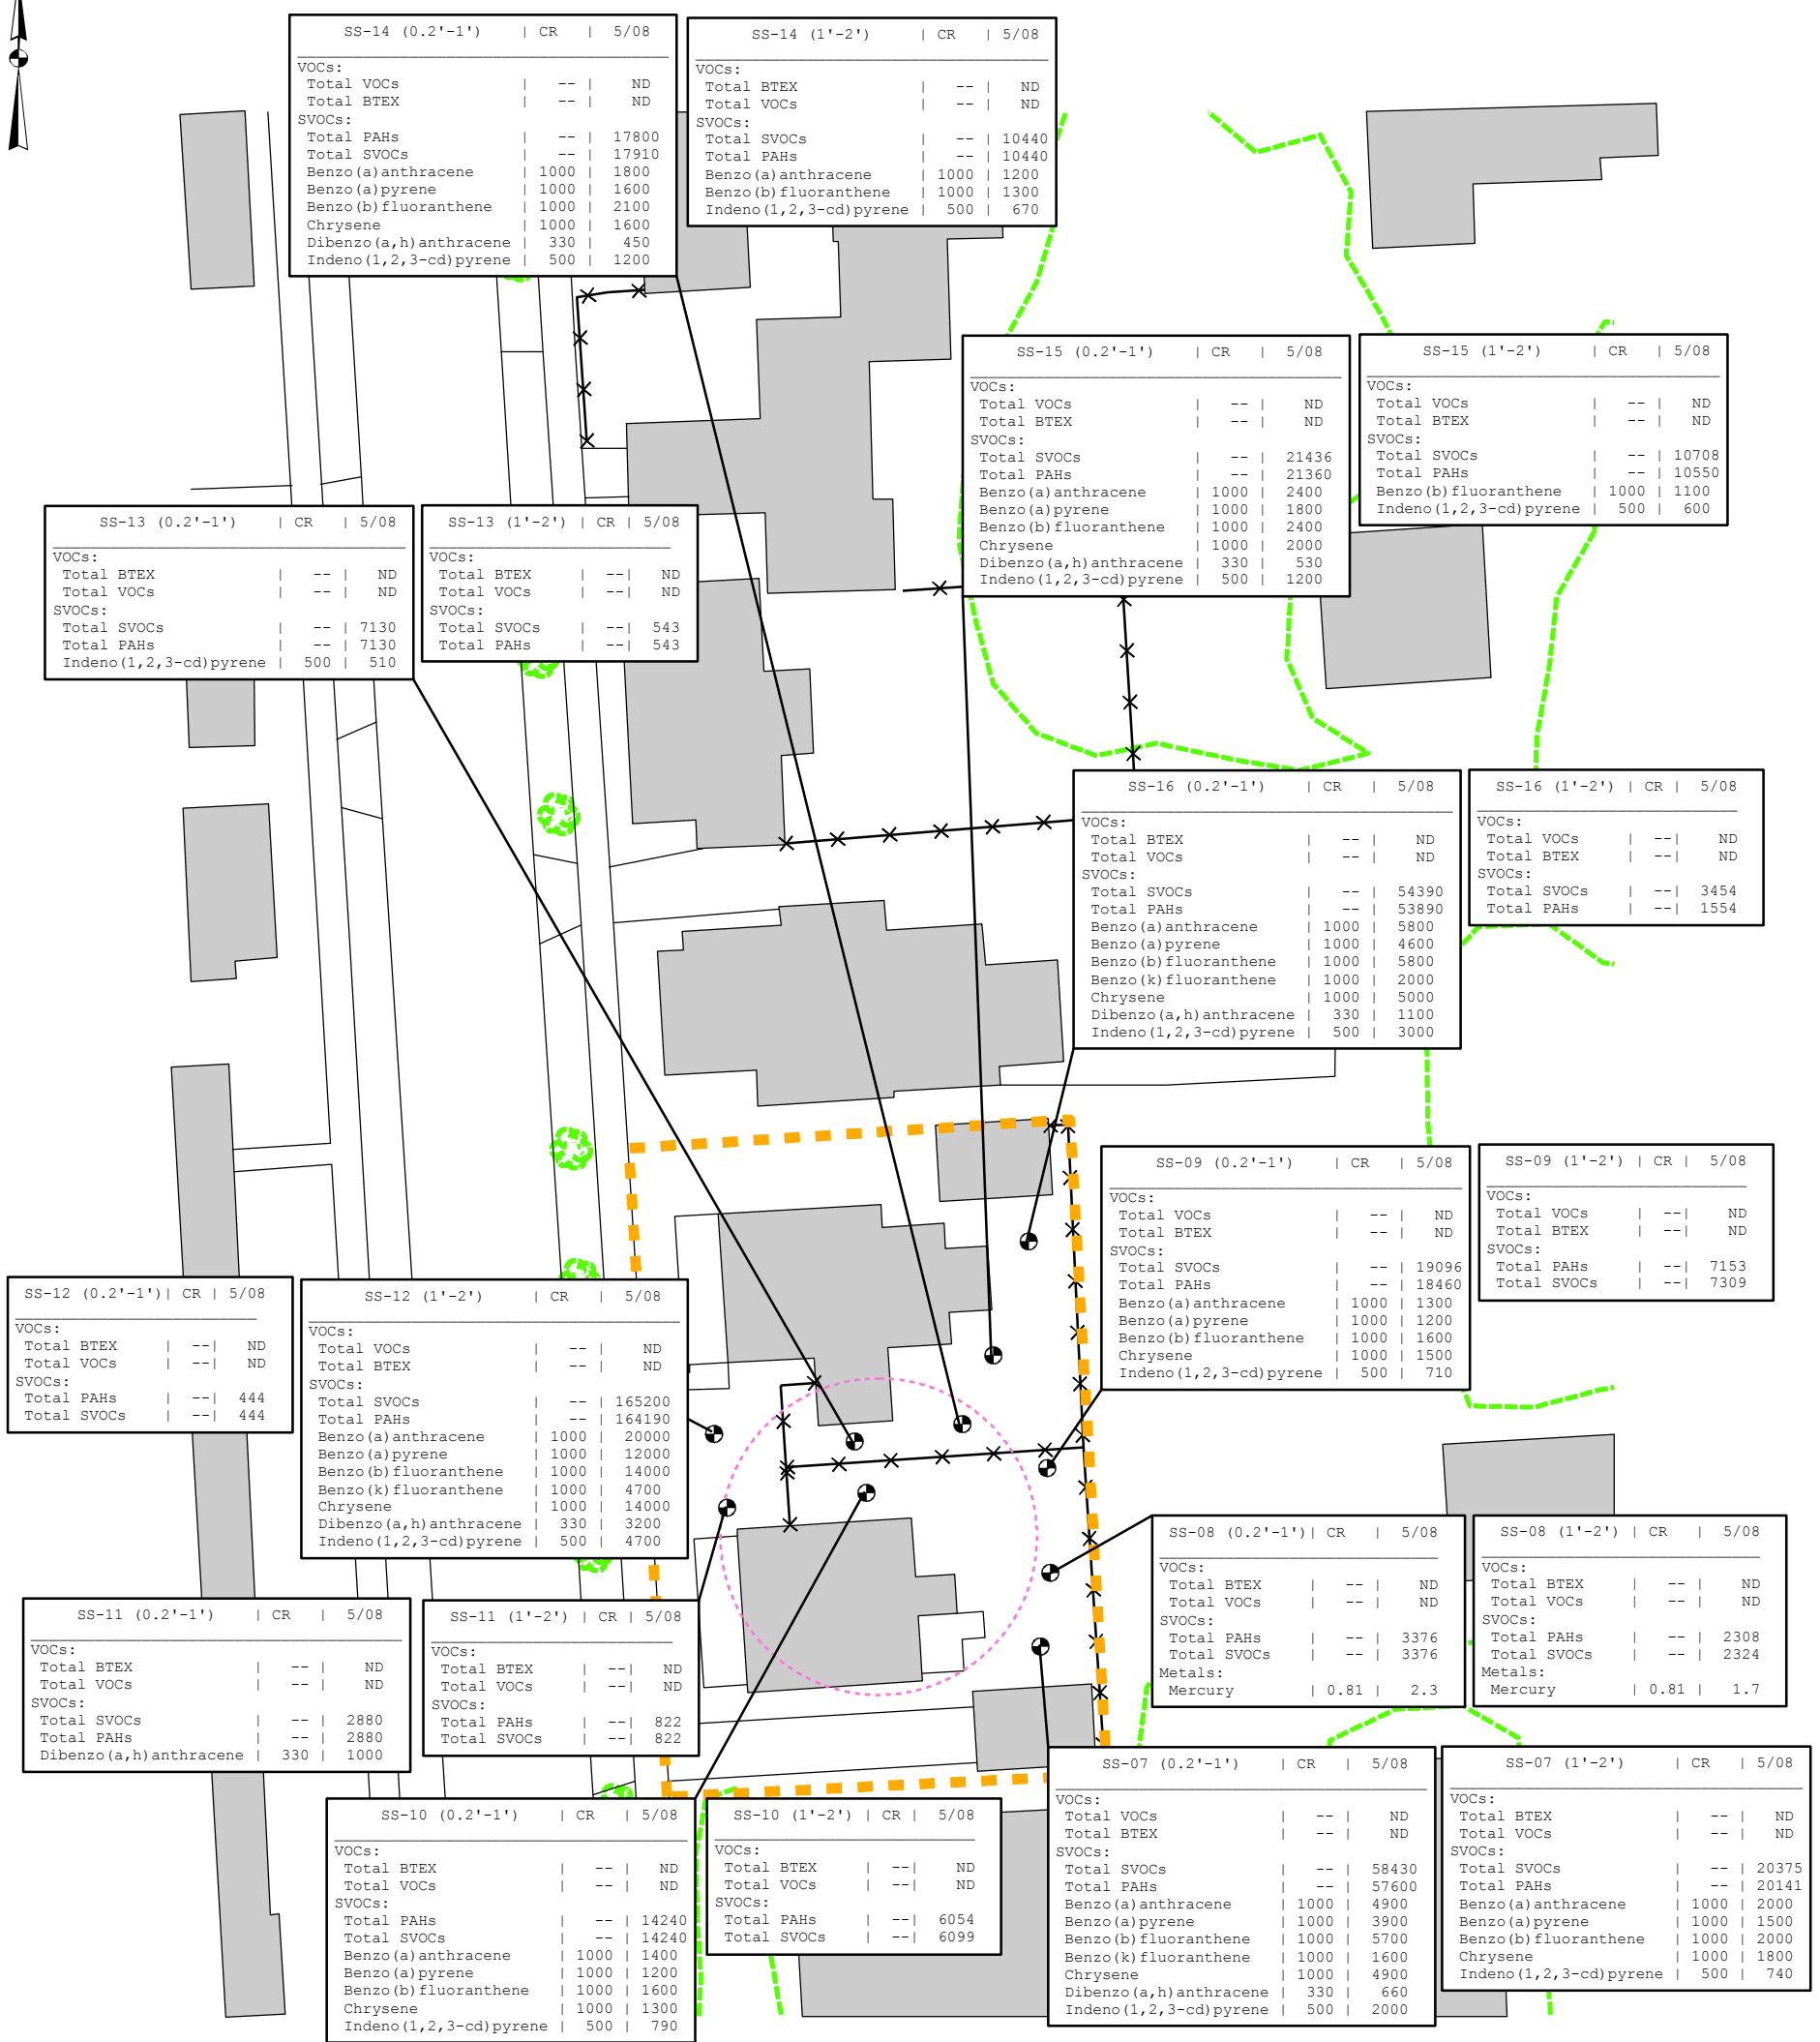 SS-14 (0.2'-1') | CR | 5/08
VOCs:
Total VOCs | -- | ND
Total BTEX | -- | ND
SVOCs:
Total PAHs | -- | 17800
Total SVOCs | -- | 17910
Benzo(a)anthracene | 1000 | 1800
Benzo(a)pyrene | 1000 | 1600
Benzo(b)fluoranthene | 1000 | 2100
Chrysene | 1000 | 1600
Dibenzo(a,h)anthracene | 330 | 450
Indeno(1,2,3-cd)pyrene | 500 | 1200
SS-14 (1'-2') | CR | 5/08
VOCs:
Total BTEX | -- | ND
Total VOCs | -- | ND
SVOCs:
Total SVOCs | -- | 10440
Total PAHs | -- | 10440
Benzo(a)anthracene | 1000 | 1200
Benzo(b)fluoranthene | 1000 | 1300
Indeno(1,2,3-cd)pyrene | 500 | 670
SS-15 (0.2'-1') | CR | 5/08
VOCs:
Total VOCs | -- | ND
Total BTEX | -- | ND
SVOCs:
Total SVOCs | -- | 21436
Total PAHs | -- | 21360
Benzo(a)anthracene | 1000 | 2400
Benzo(a)pyrene | 1000 | 1800
Benzo(b)fluoranthene | 1000 | 2400
Chrysene | 1000 | 2000
Dibenzo(a,h)anthracene | 330 | 530
Indeno(1,2,3-cd)pyrene | 500 | 1200
SS-15 (1'-2') | CR | 5/08
VOCs:
Total VOCs | -- | ND
Total BTEX | -- | ND
SVOCs:
Total SVOCs | -- | 10708
Total PAHs | -- | 10550
Benzo(b)fluoranthene | 1000 | 1100
Indeno(1,2,3-cd)pyrene | 500 | 600
SS-13 (0.2'-1') | CR | 5/08
VOCs:
Total BTEX | -- | ND
Total VOCs | -- | ND
SVOCs:
Total SVOCs | -- | 7130
Total PAHs | -- | 7130
Indeno(1,2,3-cd)pyrene | 500 | 510
SS-13 (1'-2') | CR | 5/08
VOCs:
Total BTEX | --| ND
Total VOCs | --| ND
SVOCs:
Total SVOCs | --| 543
Total PAHs | --| 543
SS-16 (0.2'-1') | CR | 5/08
VOCs:
Total BTEX | -- | ND
Total VOCs | -- | ND
SVOCs:
Total SVOCs | -- | 54390
Total PAHs | -- | 53890
Benzo(a)anthracene | 1000 | 5800
Benzo(a)pyrene | 1000 | 4600
Benzo(b)fluoranthene | 1000 | 5800
Benzo(k)fluoranthene | 1000 | 2000
Chrysene | 1000 | 5000
Dibenzo(a,h)anthracene | 330 | 1100
Indeno(1,2,3-cd)pyrene | 500 | 3000
SS-16 (1'-2') | CR | 5/08
VOCs:
Total VOCs | --| ND
Total BTEX | --| ND
SVOCs:
Total SVOCs | --| 3454
Total PAHs | --| 1554
SS-09 (0.2'-1') | CR | 5/08
VOCs:
Total VOCs | -- | ND
Total BTEX | -- | ND
SVOCs:
Total SVOCs | -- | 19096
Total PAHs | -- | 18460
Benzo(a)anthracene | 1000 | 1300
Benzo(a)pyrene | 1000 | 1200
Benzo(b)fluoranthene | 1000 | 1600
Chrysene | 1000 | 1500
Indeno(1,2,3-cd)pyrene | 500 | 710
SS-09 (1'-2') | CR | 5/08
VOCs:
Total VOCs | --| ND
Total BTEX | --| ND
SVOCs:
Total PAHs | --| 7153
Total SVOCs | --| 7309
SS-12 (0.2'-1')| CR | 5/08
VOCs:
Total BTEX | --| ND
Total VOCs | --| ND
SVOCs:
Total PAHs | --| 444
Total SVOCs | --| 444
SS-12 (1'-2') | CR | 5/08
VOCs:
Total VOCs | -- | ND
Total BTEX | -- | ND
SVOCs:
Total SVOCs | -- | 165200
Total PAHs | -- | 164190
Benzo(a)anthracene | 1000 | 20000
Benzo(a)pyrene | 1000 | 12000
Benzo(b)fluoranthene | 1000 | 14000
Benzo(k)fluoranthene | 1000 | 4700
Chrysene | 1000 | 14000
Dibenzo(a,h)anthracene | 330 | 3200
Indeno(1,2,3-cd)pyrene | 500 | 4700
SS-08 (0.2'-1')| CR | 5/08
VOCs:
Total BTEX | -- | ND
Total VOCs | -- | ND
SVOCs:
Total PAHs | -- | 3376
Total SVOCs | -- | 3376
Metals:
Mercury | 0.81 | 2.3
SS-08 (1'-2') | CR | 5/08
VOCs:
Total BTEX | -- | ND
Total VOCs | -- | ND
SVOCs:
Total PAHs | -- | 2308
Total SVOCs | -- | 2324
Metals:
Mercury | 0.81 | 1.7
SS-11 (0.2'-1') | CR | 5/08
VOCs:
Total BTEX | -- | ND
Total VOCs | -- | ND
SVOCs:
Total SVOCs | -- | 2880
Total PAHs | -- | 2880
Dibenzo(a,h)anthracene | 330 | 1000
SS-11 (1'-2') | CR | 5/08
VOCs:
Total BTEX | --| ND
Total VOCs | --| ND
SVOCs:
Total PAHs | --| 822
Total SVOCs | --| 822
SS-10 (0.2'-1') | CR | 5/08
VOCs:
Total BTEX | -- | ND
Total VOCs | -- | ND
SVOCs:
Total PAHs | -- | 14240
Total SVOCs | -- | 14240
Benzo(a)anthracene | 1000 | 1400
Benzo(a)pyrene | 1000 | 1200
Benzo(b)fluoranthene | 1000 | 1600
Chrysene | 1000 | 1300
Indeno(1,2,3-cd)pyrene | 500 | 790
SS-10 (1'-2') | CR | 5/08
VOCs:
Total BTEX | --| ND
Total VOCs | --| ND
SVOCs:
Total PAHs | --| 6054
Total SVOCs | --| 6099
SS-07 (0.2'-1') | CR | 5/08
VOCs:
Total VOCs | -- | ND
Total BTEX | -- | ND
SVOCs:
Total SVOCs | -- | 58430
Total PAHs | -- | 57600
Benzo(a)anthracene | 1000 | 4900
Benzo(a)pyrene | 1000 | 3900
Benzo(b)fluoranthene | 1000 | 5700
Benzo(k)fluoranthene | 1000 | 1600
Chrysene | 1000 | 4900
Dibenzo(a,h)anthracene | 330 | 660
Indeno(1,2,3-cd)pyrene | 500 | 2000
SS-07 (1'-2') | CR | 5/08
VOCs:
Total BTEX | -- | ND
Total VOCs | -- | ND
SVOCs:
Total SVOCs | -- | 20375
Total PAHs | -- | 20141
Benzo(a)anthracene | 1000 | 2000
Benzo(a)pyrene | 1000 | 1500
Benzo(b)fluoranthene | 1000 | 2000
Chrysene | 1000 | 1800
Indeno(1,2,3-cd)pyrene | 500 | 740